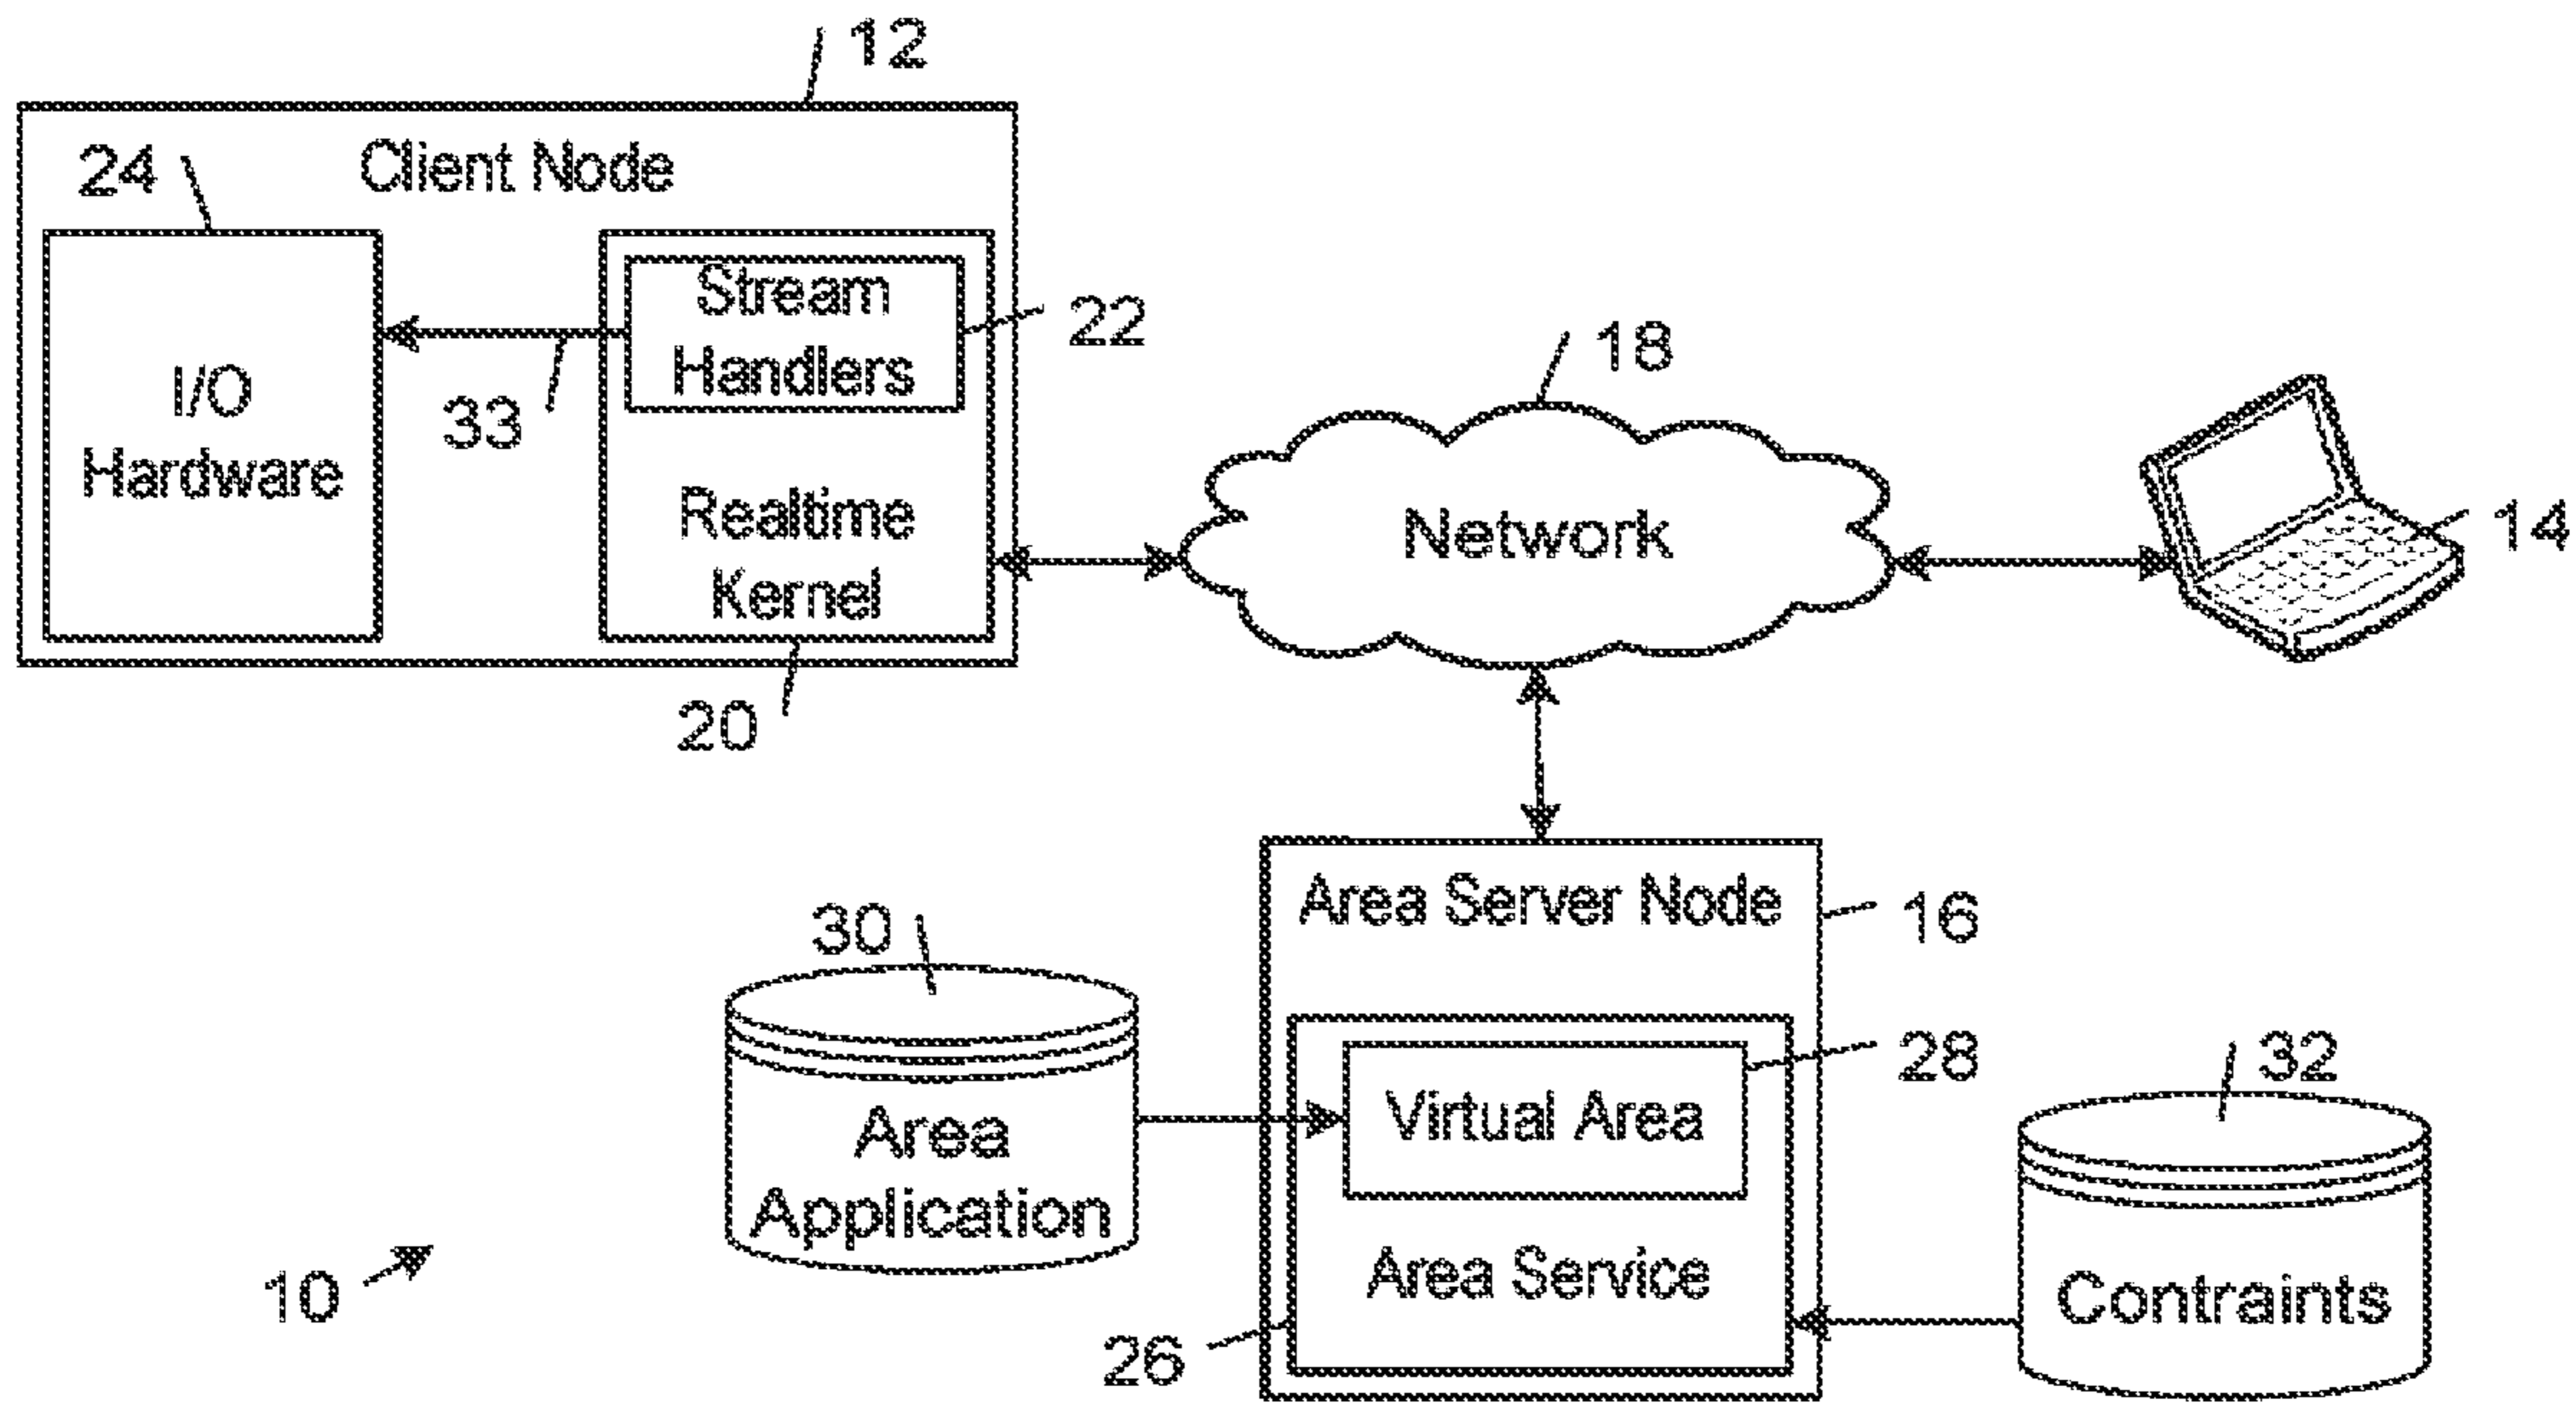 12
24
Client Node
Stream
Handlers
22
I/O
Hardware
33
Realtime
Kernel
20
18
Network
14
Area Server Node
16
30
Area
Application
28
Virtual Area
Area Service
26
32
Contraints
10